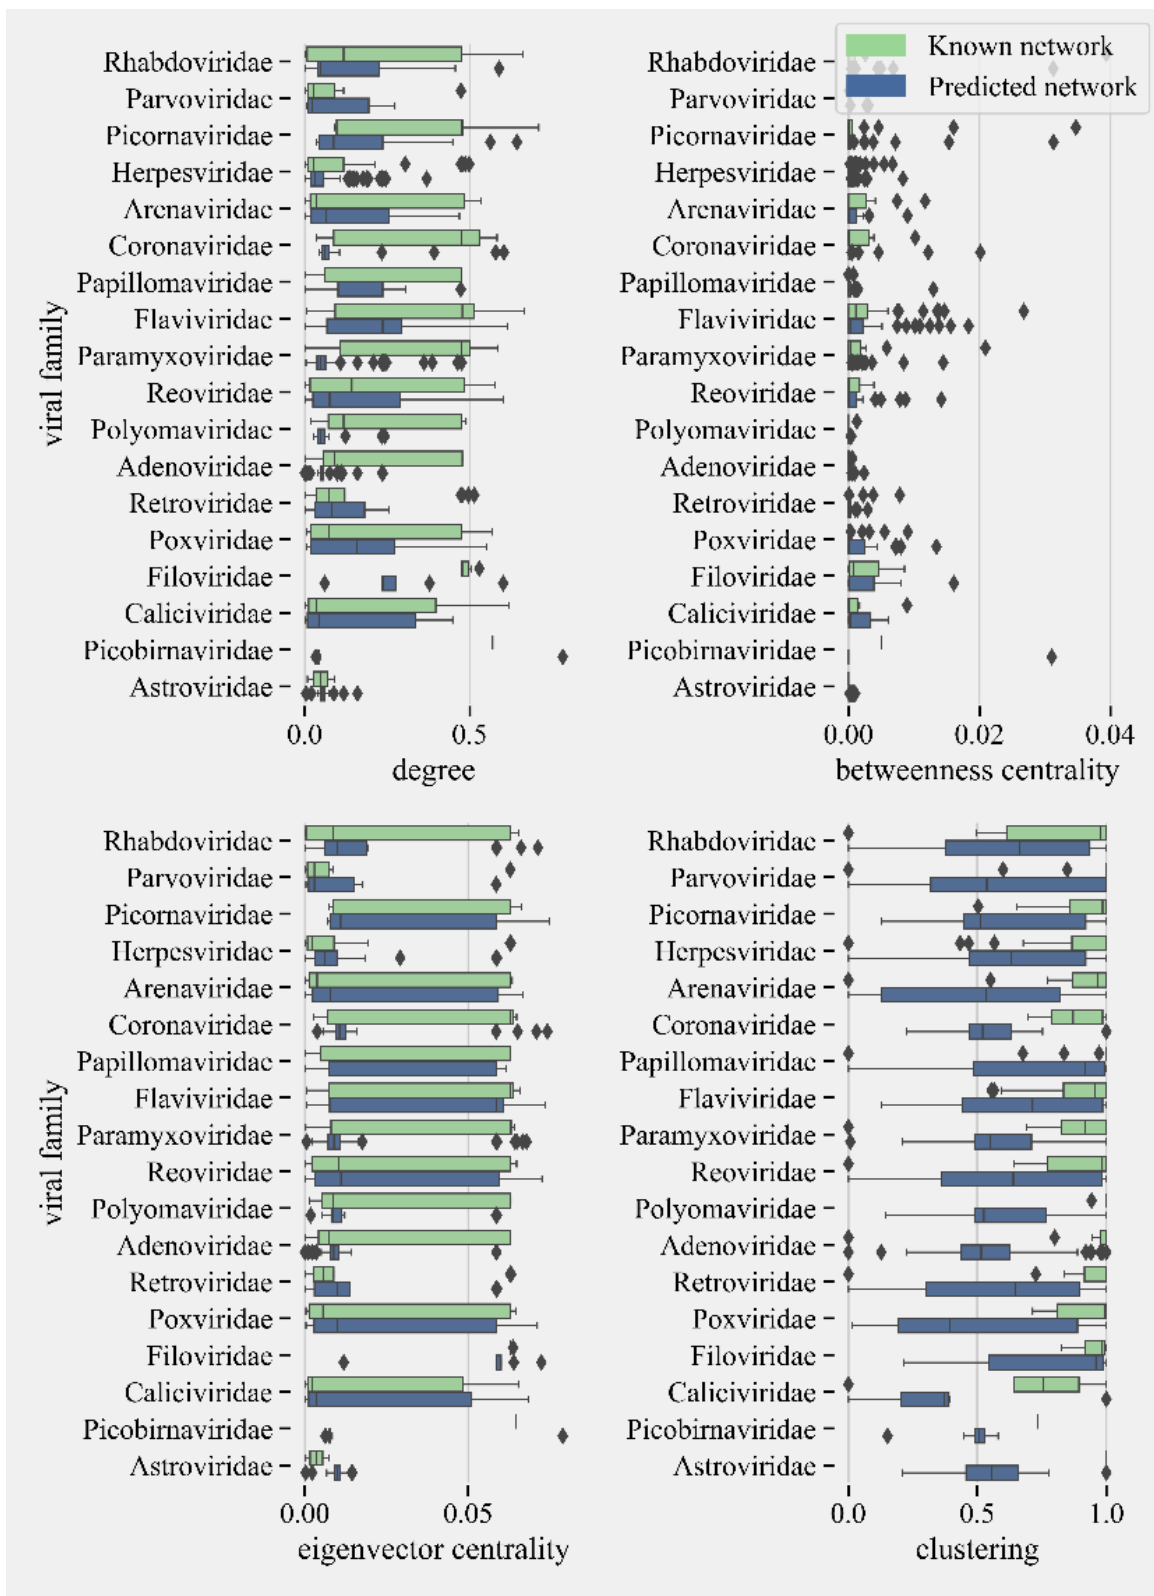 Known network
Predicted network
viral family
Rhabdoviridae
Parvoviridae
Picornaviridae
Herpesviridae
Arenaviridae
Coronaviridae
Papillomaviridae
Flaviviridae
Paramyxoviridae
Reoviridae
Polyomaviridae
Adenoviridae
Retroviridae
Poxviridae
Filoviridae
Caliciviridae
Picobirnaviridae
Astroviridae
0.0 0.5
degree
Rhabdoviridae
Parvoviridae
Picornaviridae
Herpesviridae
Arenaviridae
Coronaviridae
Papillomaviridae
Flaviviridae
Paramyxoviridae
Reoviridae
Polyomaviridae
Adenoviridae
Retroviridae
Poxviridae
Filoviridae
Caliciviridae
Picobirnaviridae
Astroviridae
0.00 0.02 0.04
betweenness centrality
viral family
Rhabdoviridae
Parvoviridae
Picornaviridae
Herpesviridae
Arenaviridae
Coronaviridae
Papillomaviridae
Flaviviridae
Paramyxoviridae
Reoviridae
Polyomaviridae
Adenoviridae
Retroviridae
Poxviridae
Filoviridae
Caliciviridae
Picobirnaviridae
Astroviridae
0.00 0.05
eigenvector centrality
Rhabdoviridae
Parvoviridae
Picornaviridae
Herpesviridae
Arenaviridae
Coronaviridae
Papillomaviridae
Flaviviridae
Paramyxoviridae
Reoviridae
Polyomaviridae
Adenoviridae
Retroviridae
Poxviridae
Filoviridae
Caliciviridae
Picobirnaviridae
Astroviridae
0.0 0.5 1.0
clustering